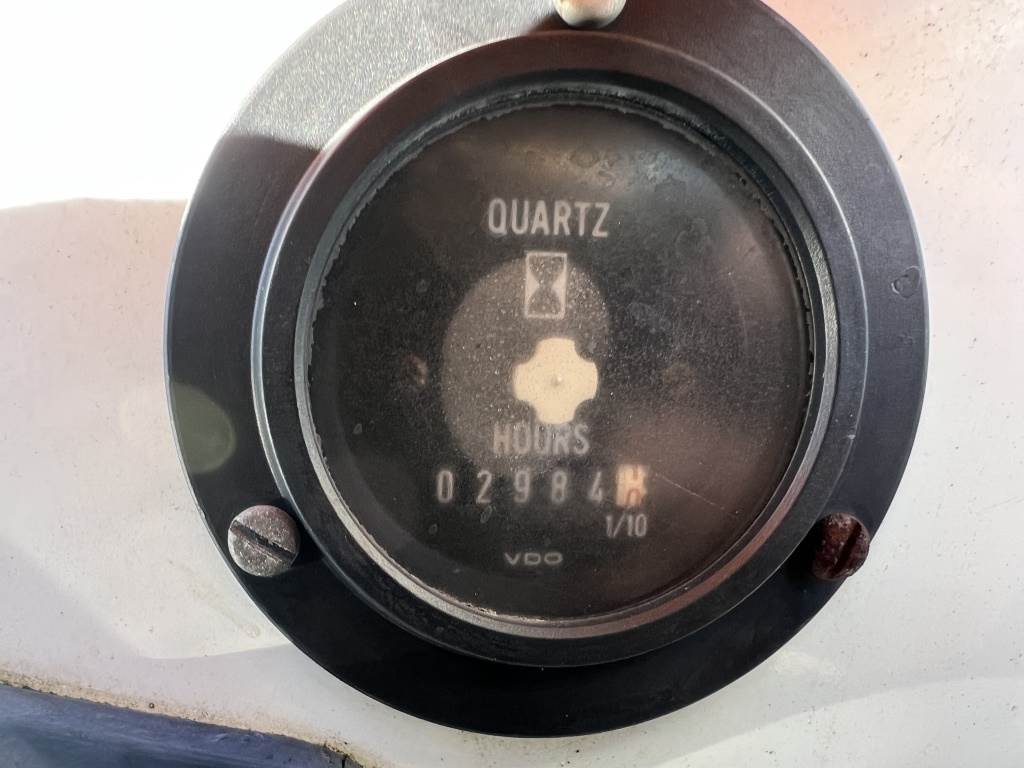 QUARTZ
HOURS
02984
1/10
VDO